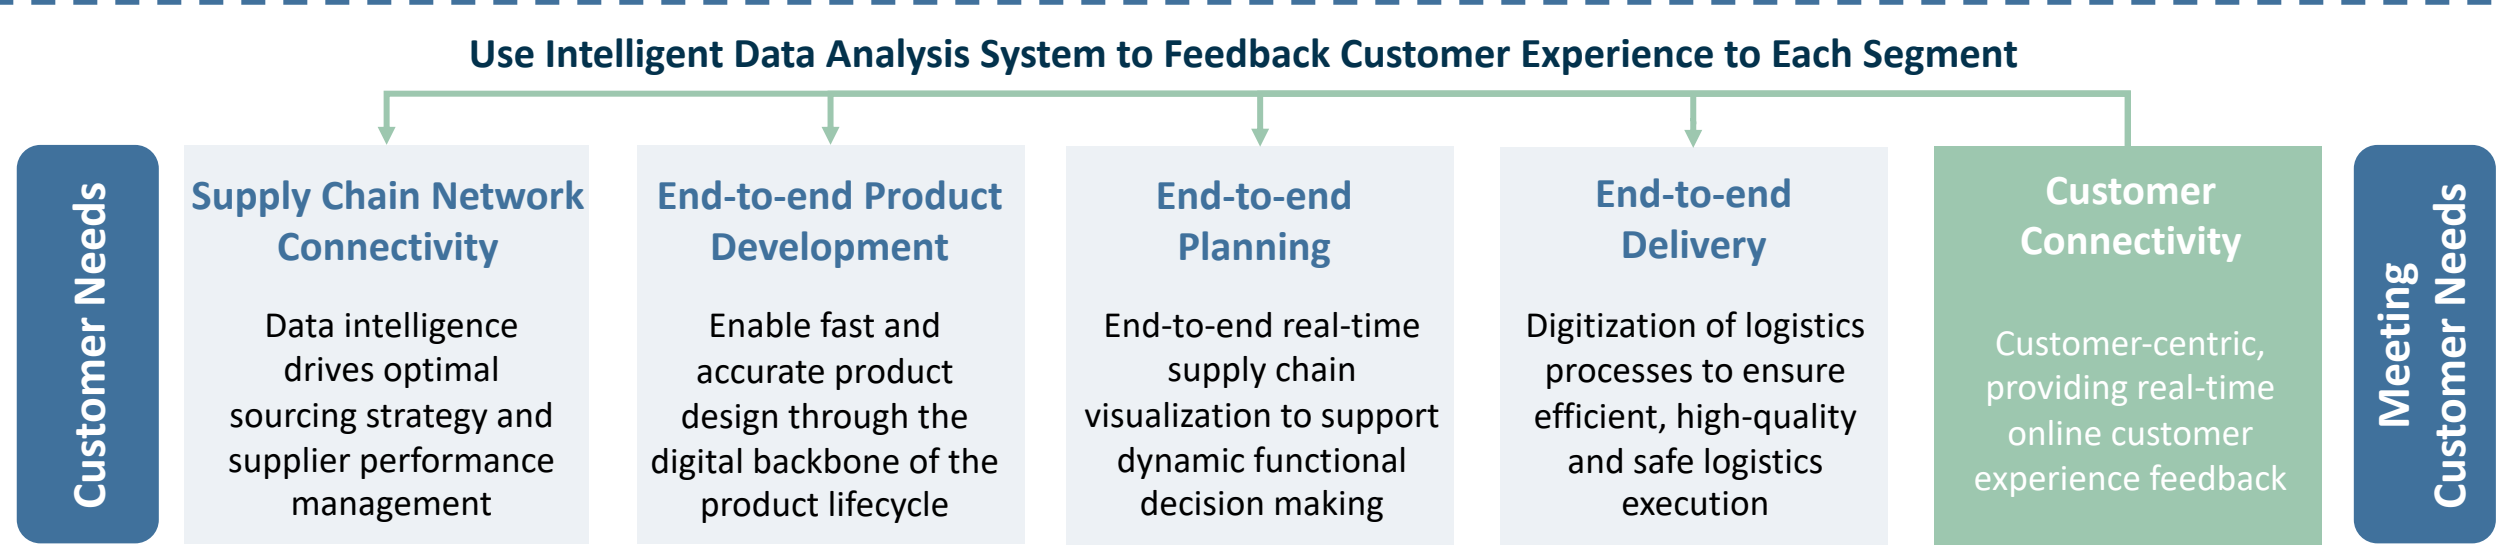 Use Intelligent Data Analysis System to Feedback Customer Experience to Each Segment
Customer Needs
Supply Chain Network
Connectivity
Data intelligence
drives optimal
sourcing strategy and
supplier performance
management
End-to-end Product
Development
Enable fast and
accurate product
design through the
digital backbone of the
product lifecycle
End-to-end
Planning
End-to-end real-time
supply chain
visualization to support
dynamic functional
decision making
End-to-end
Delivery
Digitization of logistics
processes to ensure
efficient, high-quality
and safe logistics
execution
Customer
Connectivity
Customer-centric,
providing real-time
online customer
experience feedback
Meeting
Customer Needs